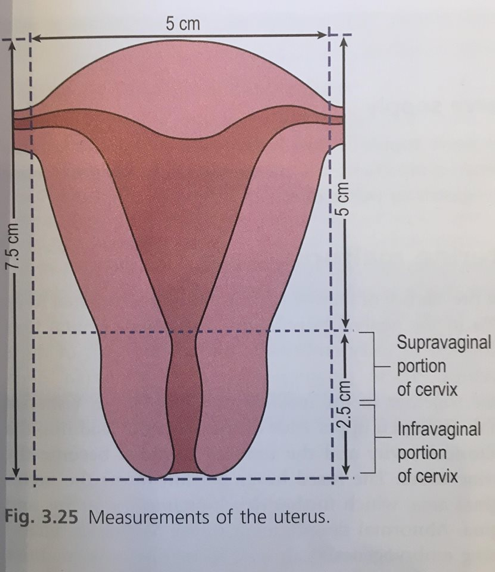 5 cm
7.5 cm
5 cm
2.5 cm
Supravaginal
portion
of cervix
Infravaginal
portion
of cervix
Fig. 3.25 Measurements of the uterus.